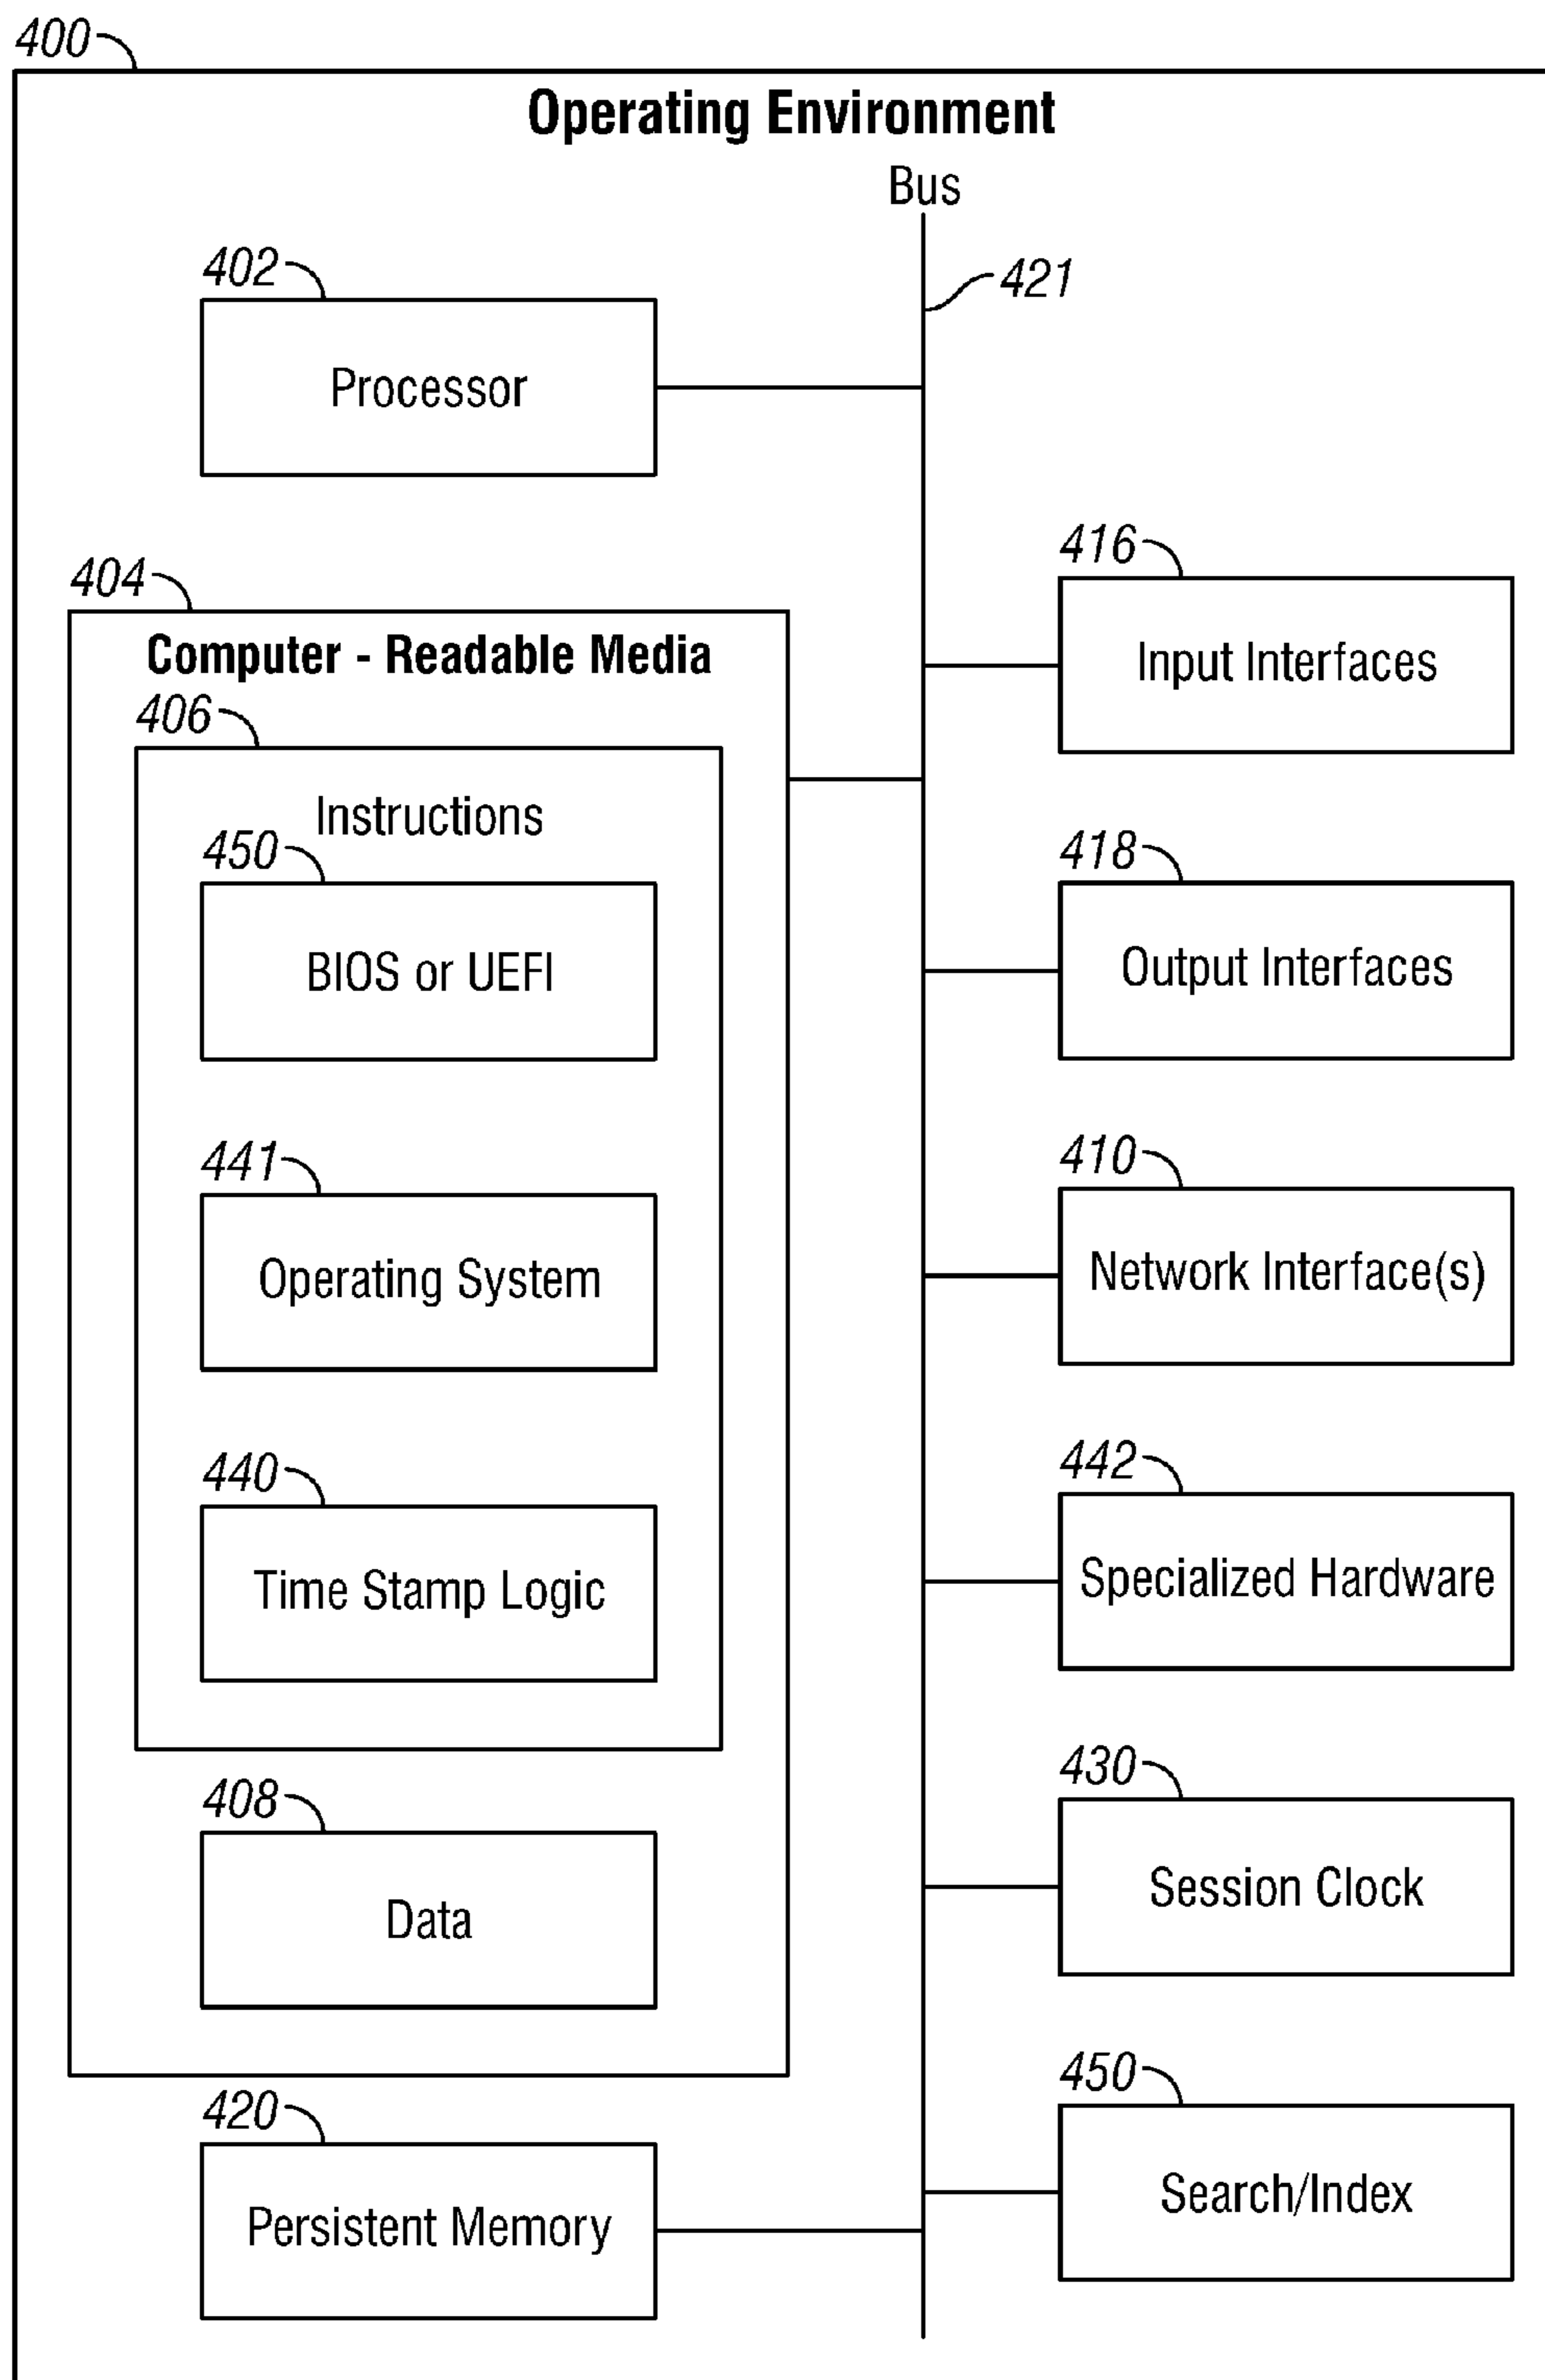 400
Operating Environment
Bus
402
421
Processor
404
Computer - Readable Media
406
Instructions
450
BIOS or UEFI
441
Operating System
440
Time Stamp Logic
408
Data
420
Persistent Memory
416
Input Interfaces
418
Output Interfaces
410
Network Interface(s)
442
Specialized Hardware
430
Session Clock
450
Search/Index